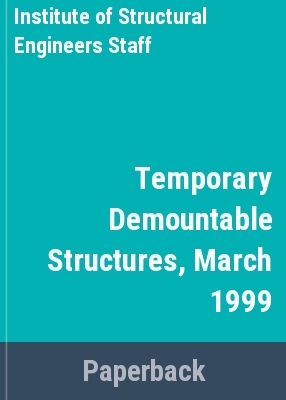 Institute of Structural
Engineers Staff
Temporary
Demountable
Structures, March
1999
Paperback